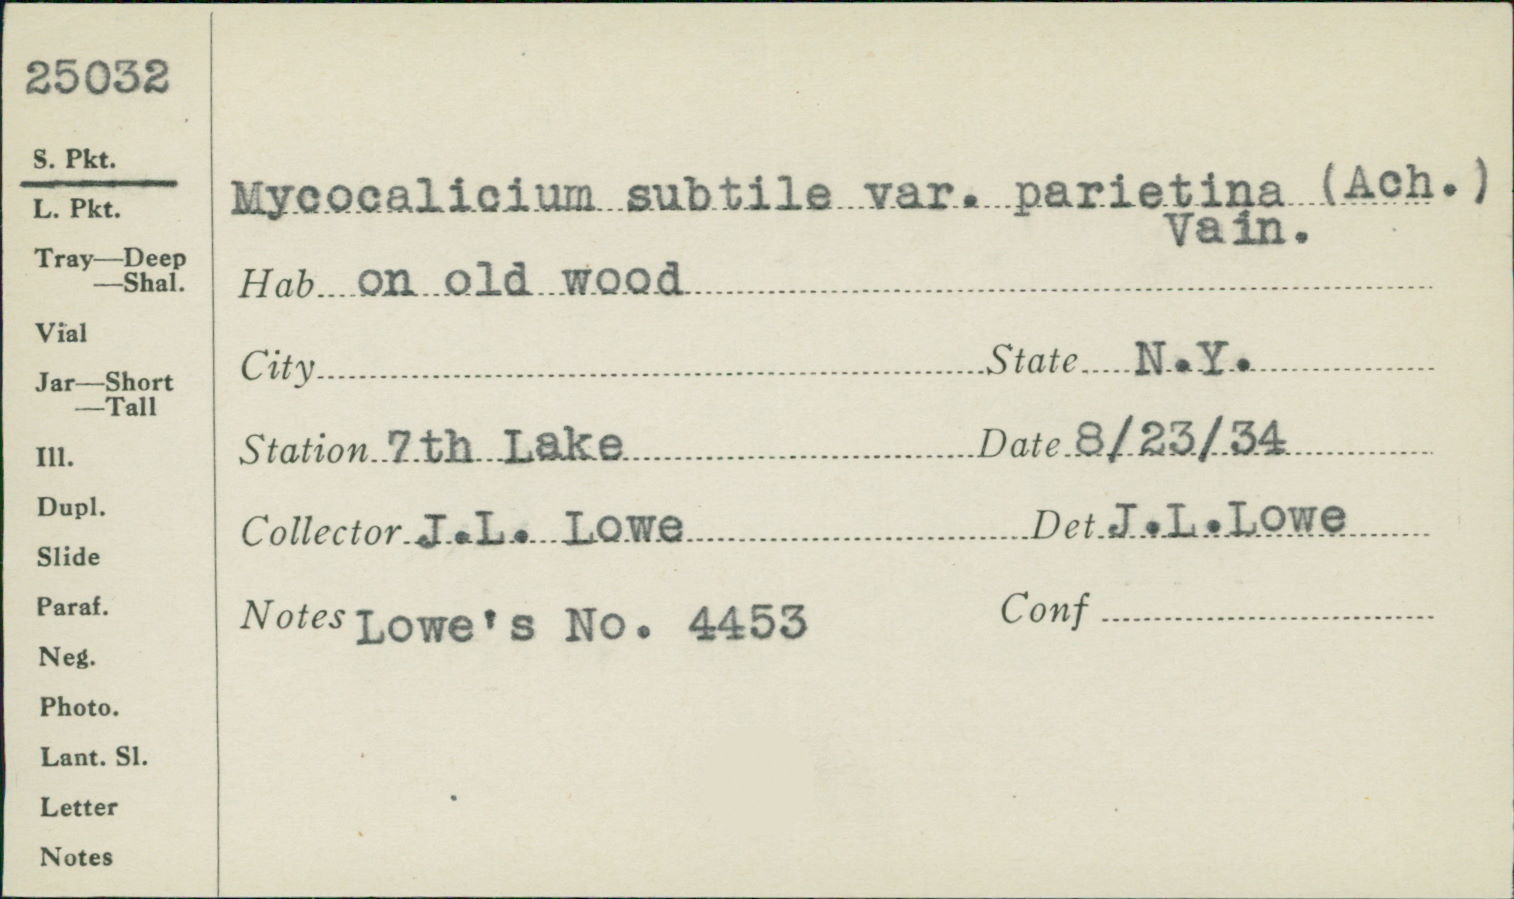 25032
S. Pkt.
L. Pkt.
Tray—Deep
—Shal.
Vial
Jar—Short
—Tall
Ill.
Dupl.
Slide
Paraf.
Neg.
Photo.
Lant. Sl.
Letter
Notes
Mycocalicium subtile var. parietina (Ach.)
Vain.
Hab on old wood
City State N.Y.
Station 7th Lake Date 8/23/34
Collector J.L. Lowe Det J.L.Lowe
Notes Lowe's No. 4453 Conf